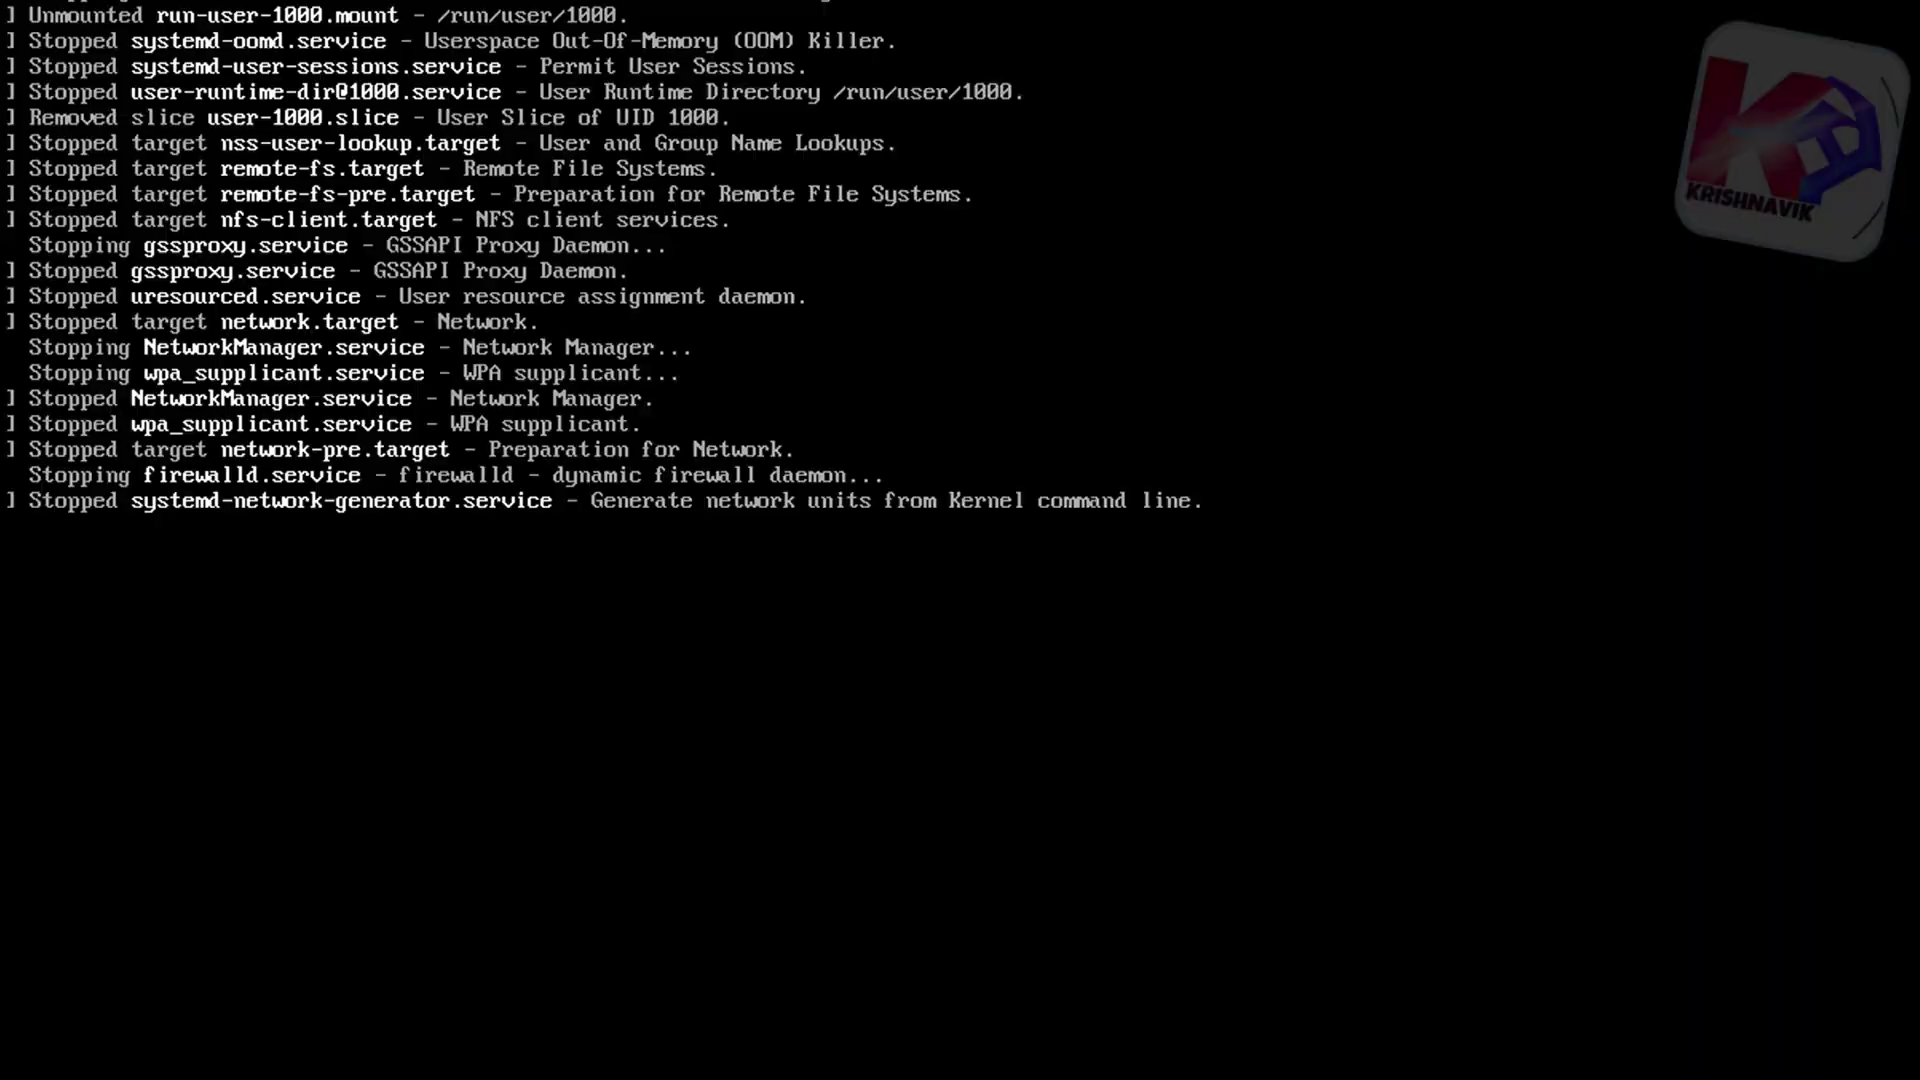 ] Unmounted run-user-1000.mount - /run/user/1000.
] Stopped systemd-oomd.service - Userspace Out-Of-Memory (OOM) Killer.
] Stopped systemd-user-sessions.service - Permit User Sessions.
] Stopped user-runtime-dir@1000.service - User Runtime Directory /run/user/1000.
] Removed slice user-1000.slice - User Slice of UID 1000.
] Stopped target nss-user-lookup.target - User and Group Name Lookups.
] Stopped target remote-fs.target - Remote File Systems.
] Stopped target remote-fs-pre.target - Preparation for Remote File Systems.
] Stopped target nfs-client.target - NFS client services.
Stopping gssproxy.service - GSSAPI Proxy Daemon...
] Stopped gssproxy.service - GSSAPI Proxy Daemon.
] Stopped uresourced.service - User resource assignment daemon.
] Stopped target network.target - Network.
Stopping NetworkManager.service - Network Manager...
Stopping wpa_supplicant.service - WPA supplicant...
] Stopped NetworkManager.service - Network Manager.
] Stopped wpa_supplicant.service - WPA supplicant.
] Stopped target network-pre.target - Preparation for Network.
Stopping firewalld.service - firewalld - dynamic firewall daemon...
] Stopped systemd-network-generator.service - Generate network units from Kernel command line.
KRISHNAVIK